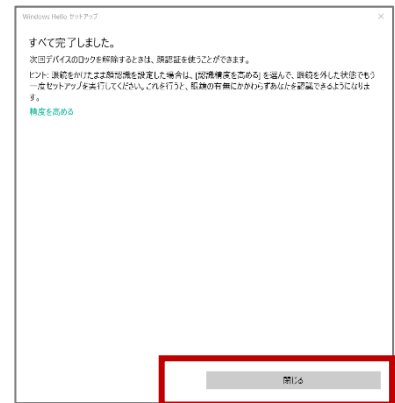 Windows Hello セットアップ
すべて完了しました。
次回デバイスのロックを解除するときは、顔認証を使うことができます。
ヒント: 眼鏡をかけたまま顔認識を設定した場合は、[認識精度を高める] を選んで、眼鏡を外した状態でもう
一度セットアップを実行してください。これを行うと、眼鏡の有無にかかわらずあなたを認識できるようになりま
す。
精度を高める
閉じる